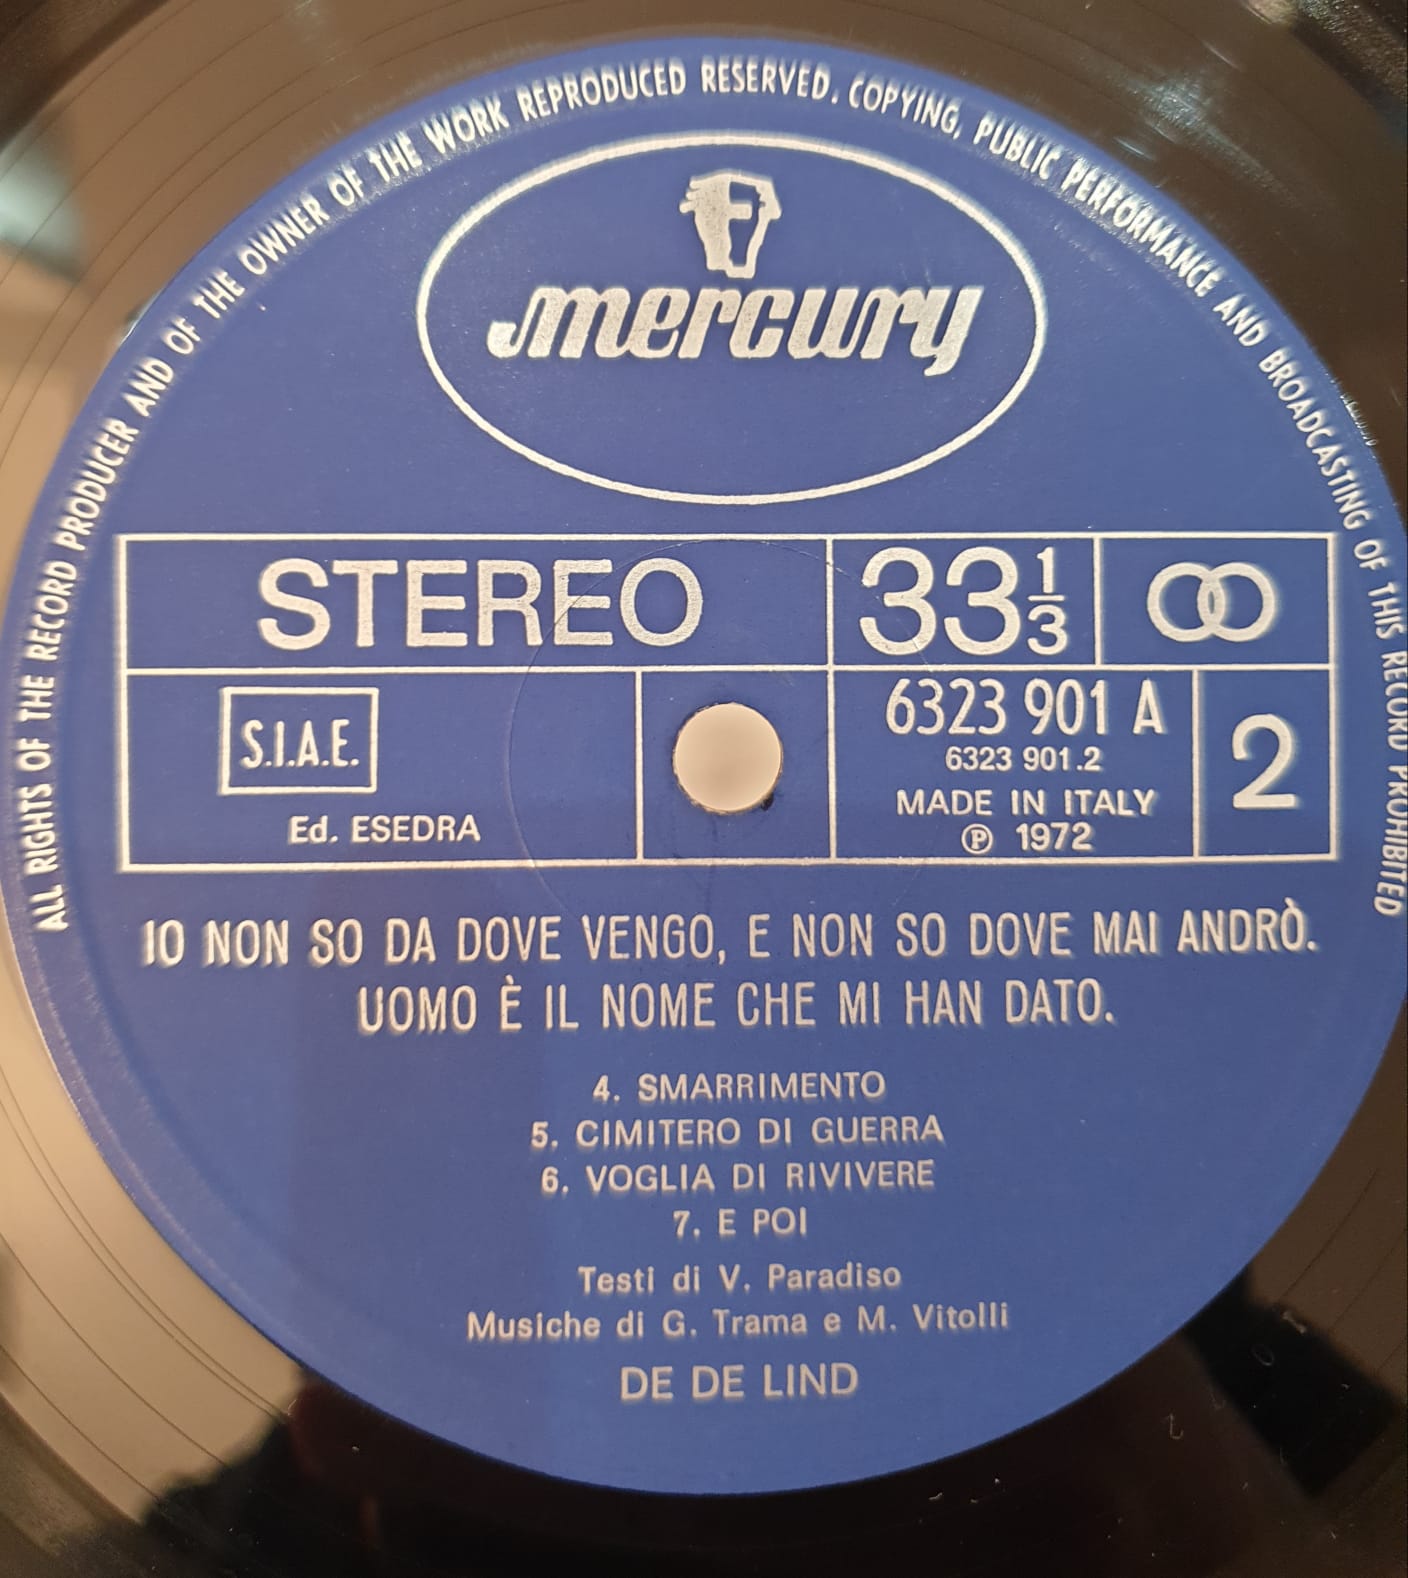 ALL RIGHTS OF THE RECORD PRODUCER AND OF THE OWNER OF THE WORK REPRODUCED RESERVED. COPYING, PUBLIC PERFORMANCE AND BROADCASTING OF THIS RECORD PROHIBITED
mercury
STEREO 33 1/3
S.I.A.E.
Ed. ESEDRA
6323 901 A
6323 901.2
MADE IN ITALY
℗ 1972
2
IO NON SO DA DOVE VENGO, E NON SO DOVE MAI ANDRÒ.
UOMO È IL NOME CHE MI HAN DATO.
4. SMARRIMENTO
5. CIMITERO DI GUERRA
6. VOGLIA DI RIVIVERE
7. E POI
Testi di V. Paradiso
Musiche di G. Trama e M. Vitolli
DE DE LIND